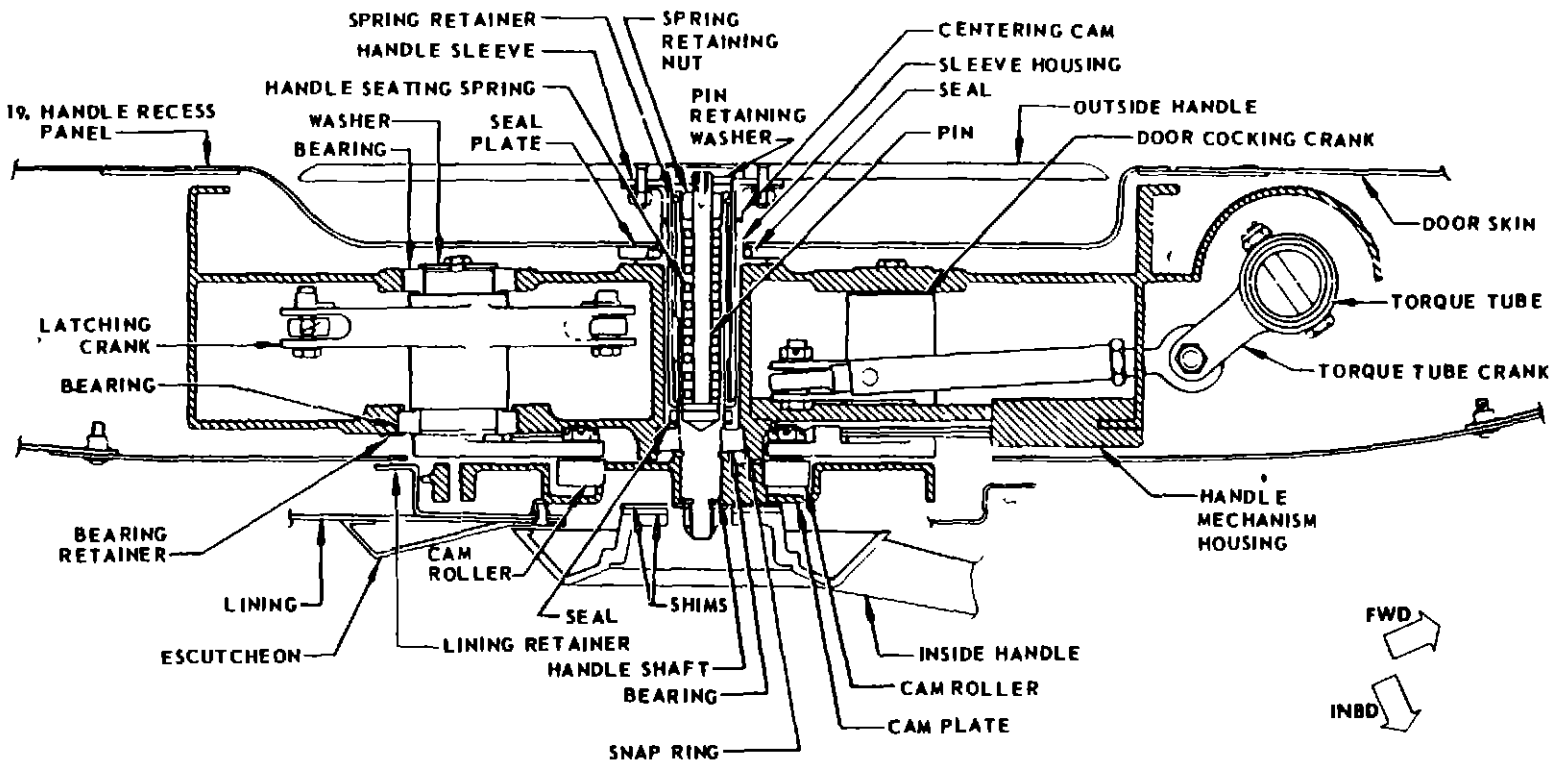 SPRING RETAINER
HANDLE SLEEVE
HANDLE SEATING SPRING
SPRING
RETAINING
NUT
CENTERING CAM
SLEEVE HOUSING
SEAL
19, HANDLE RECESS
PANEL
WASHER
BEARING
SEAL
PLATE
PIN
RETAINING
WASHER
PIN
OUTSIDE HANDLE
DOOR COCKING CRANK
DOOR SKIN
LATCHING
CRANK
BEARING
TORQUE TUBE
TORQUE TUBE CRANK
BEARING
RETAINER
LINING
ESCUTCHEON
LINING RETAINER
CAM
ROLLER
SEAL
SHIMS
HANDLE SHAFT
BEARING
SNAP RING
INSIDE HANDLE
CAM ROLLER
CAM PLATE
HANDLE
MECHANISM
HOUSING
FWD
INBD